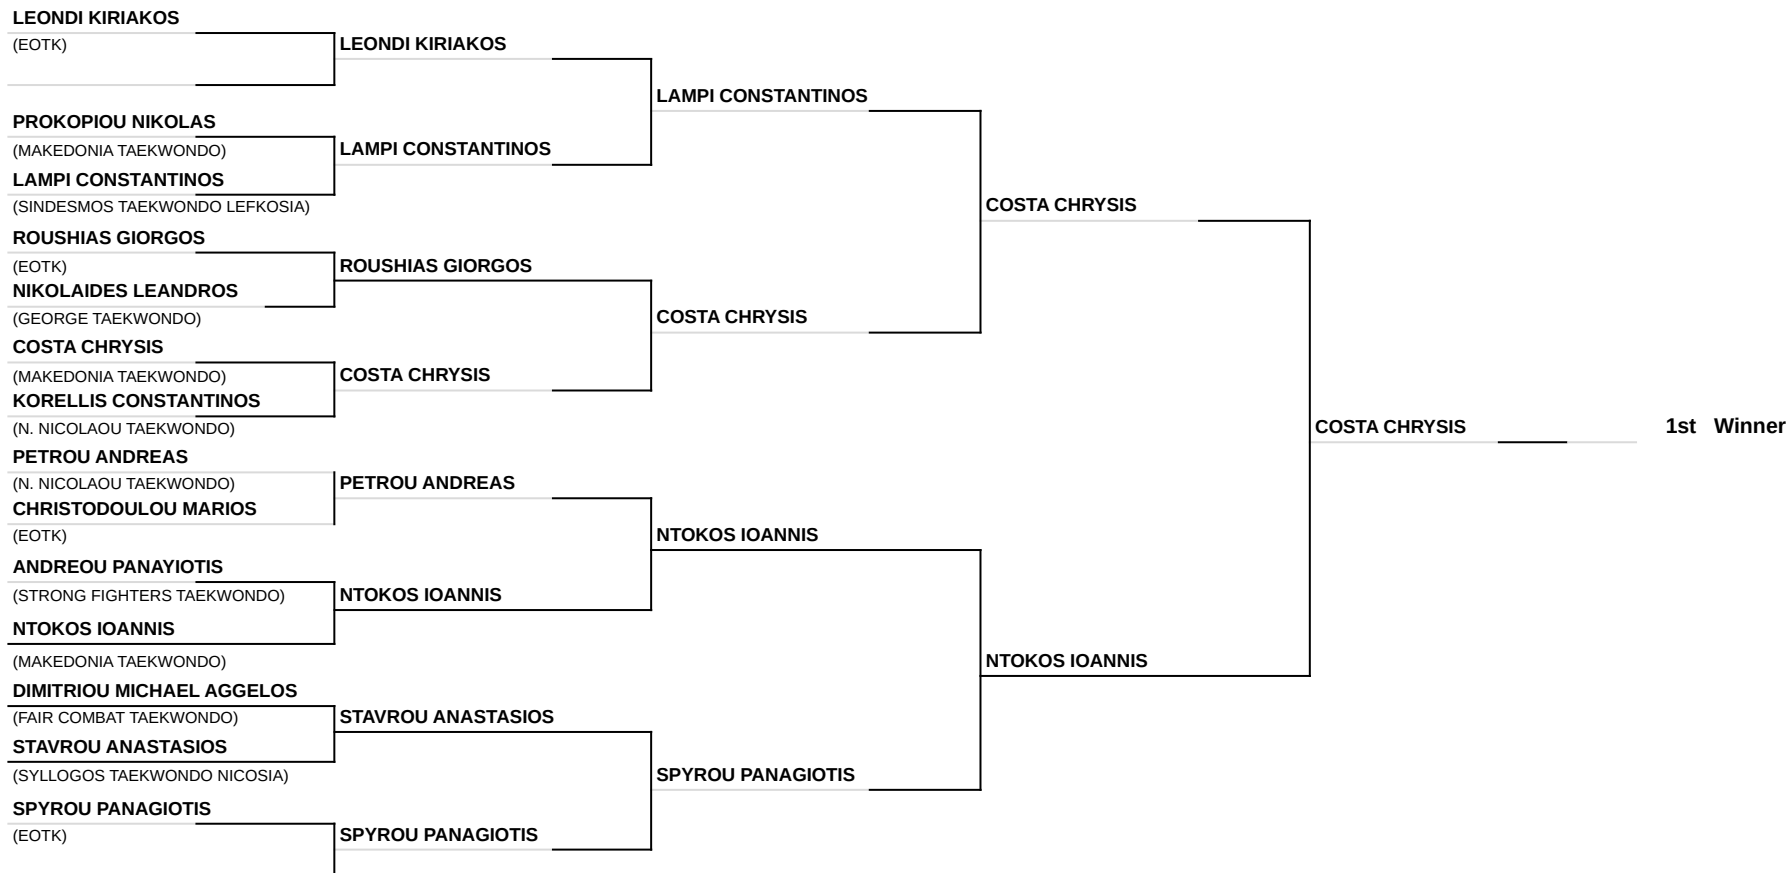 LEONDI KIRIAKOS
(EOTK)
PROKOPIOU NIKOLAS
(MAKEDONIA TAEKWONDO)
LAMPI CONSTANTINOS
(SINDESMOS TAEKWONDO LEFKOSIA)
ROUSHIAS GIORGOS
(EOTK)
NIKOLAIDES LEANDROS
(GEORGE TAEKWONDO)
COSTA CHRYSIS
(MAKEDONIA TAEKWONDO)
KORELLIS CONSTANTINOS
(N. NICOLAOU TAEKWONDO)
PETROU ANDREAS
(N. NICOLAOU TAEKWONDO)
CHRISTODOULOU MARIOS
(EOTK)
ANDREOU PANAYIOTIS
(STRONG FIGHTERS TAEKWONDO)
NTOKOS IOANNIS
(MAKEDONIA TAEKWONDO)
DIMITRIOU MICHAEL AGGELOS
(FAIR COMBAT TAEKWONDO)
STAVROU ANASTASIOS
(SYLLOGOS TAEKWONDO NICOSIA)
SPYROU PANAGIOTIS
(EOTK)
LEONDI KIRIAKOS
LAMPI CONSTANTINOS
ROUSHIAS GIORGOS
COSTA CHRYSIS
PETROU ANDREAS
NTOKOS IOANNIS
STAVROU ANASTASIOS
SPYROU PANAGIOTIS
LAMPI CONSTANTINOS
COSTA CHRYSIS
NTOKOS IOANNIS
SPYROU PANAGIOTIS
COSTA CHRYSIS
NTOKOS IOANNIS
COSTA CHRYSIS
1st Winner